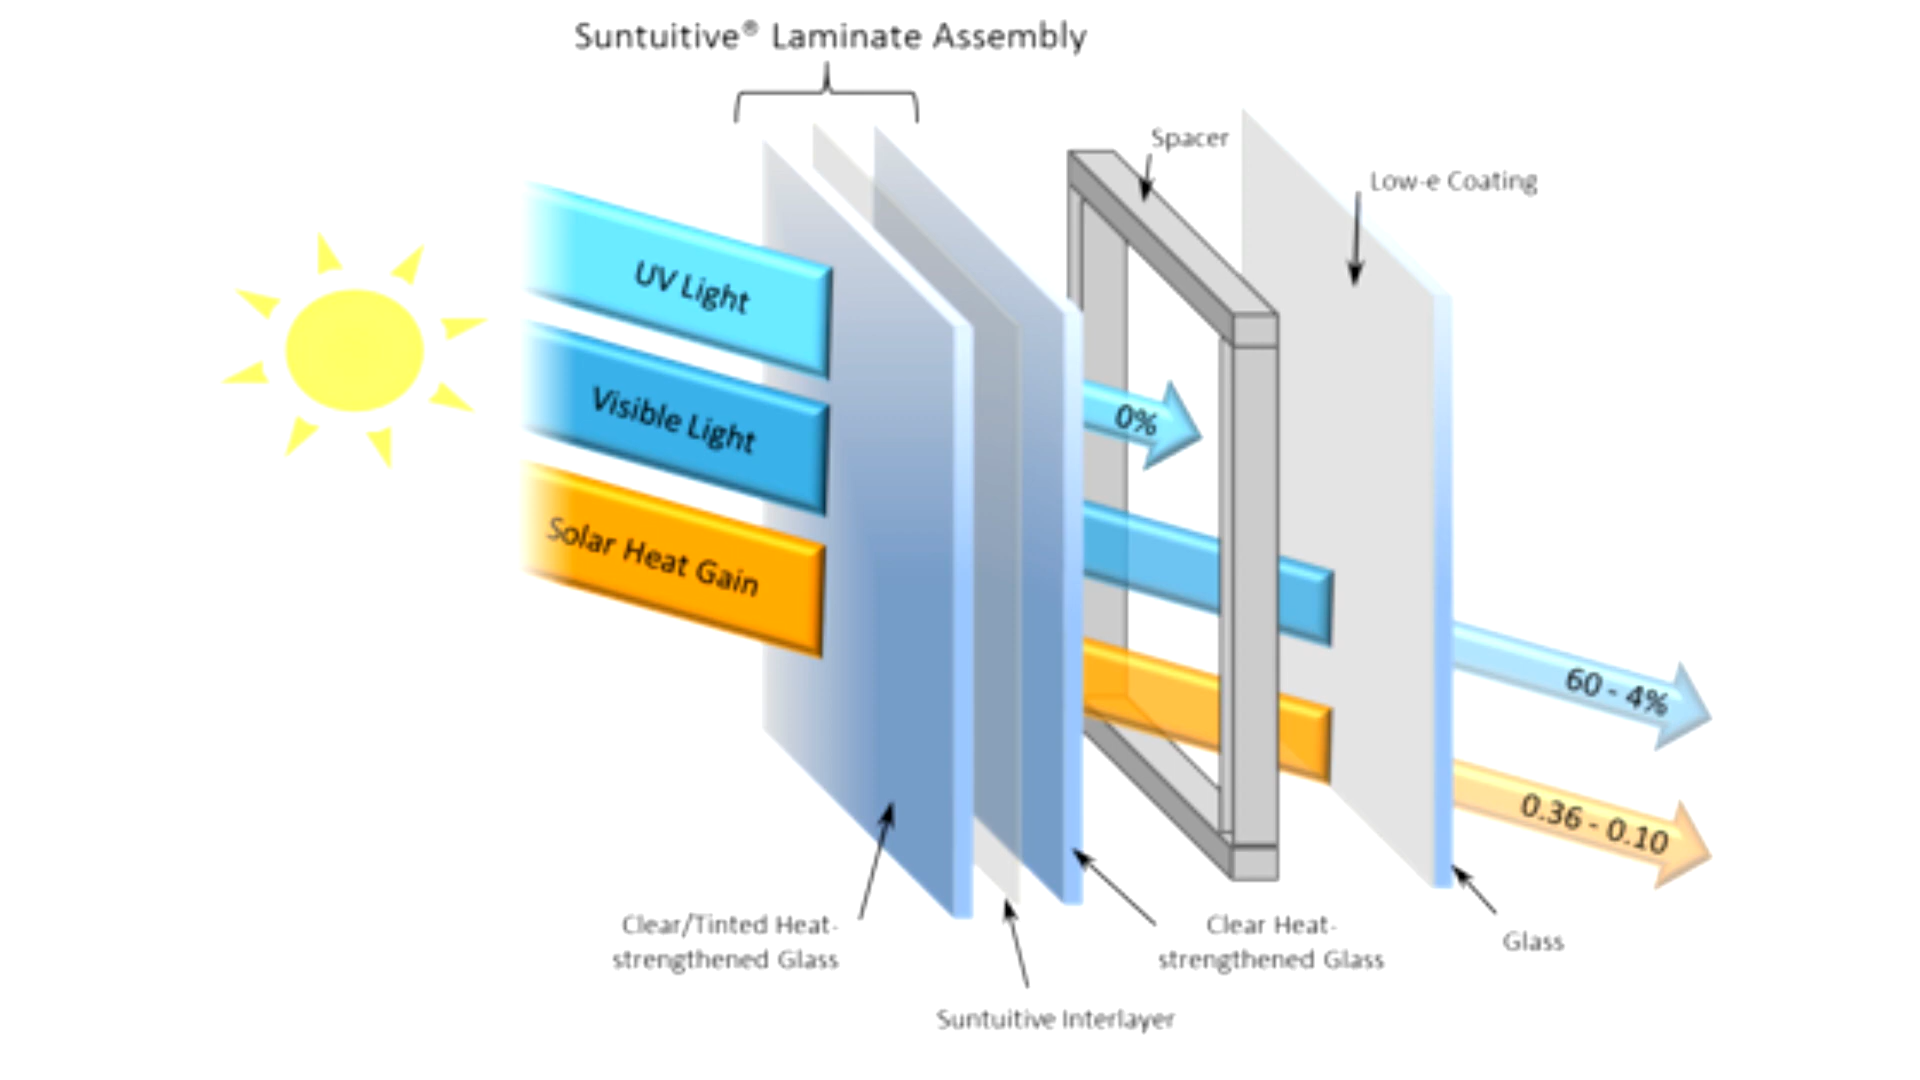 Suntuitive® Laminate Assembly
Spacer
Low-e Coating
UV Light
Visible Light
Solar Heat Gain
0%
60 - 4%
0.36 - 0.10
Clear/Tinted Heat-
strengthened Glass
Clear Heat-
strengthened Glass
Glass
Suntuitive Interlayer